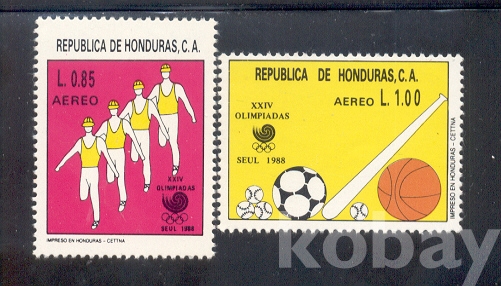 REPUBLICA DE HONDURAS, C.A.
L. 0.85
AEREO
XXIV
OLIMPIADAS
SEUL 1988
IMPRESO EN HONDURAS - CETTNA
REPUBLICA DE HONDURAS, C.A.
AEREO L. 1.00
XXIV
OLIMPIADAS
SEUL 1988
IMPRESO EN HONDURAS - CETTNA
kobay